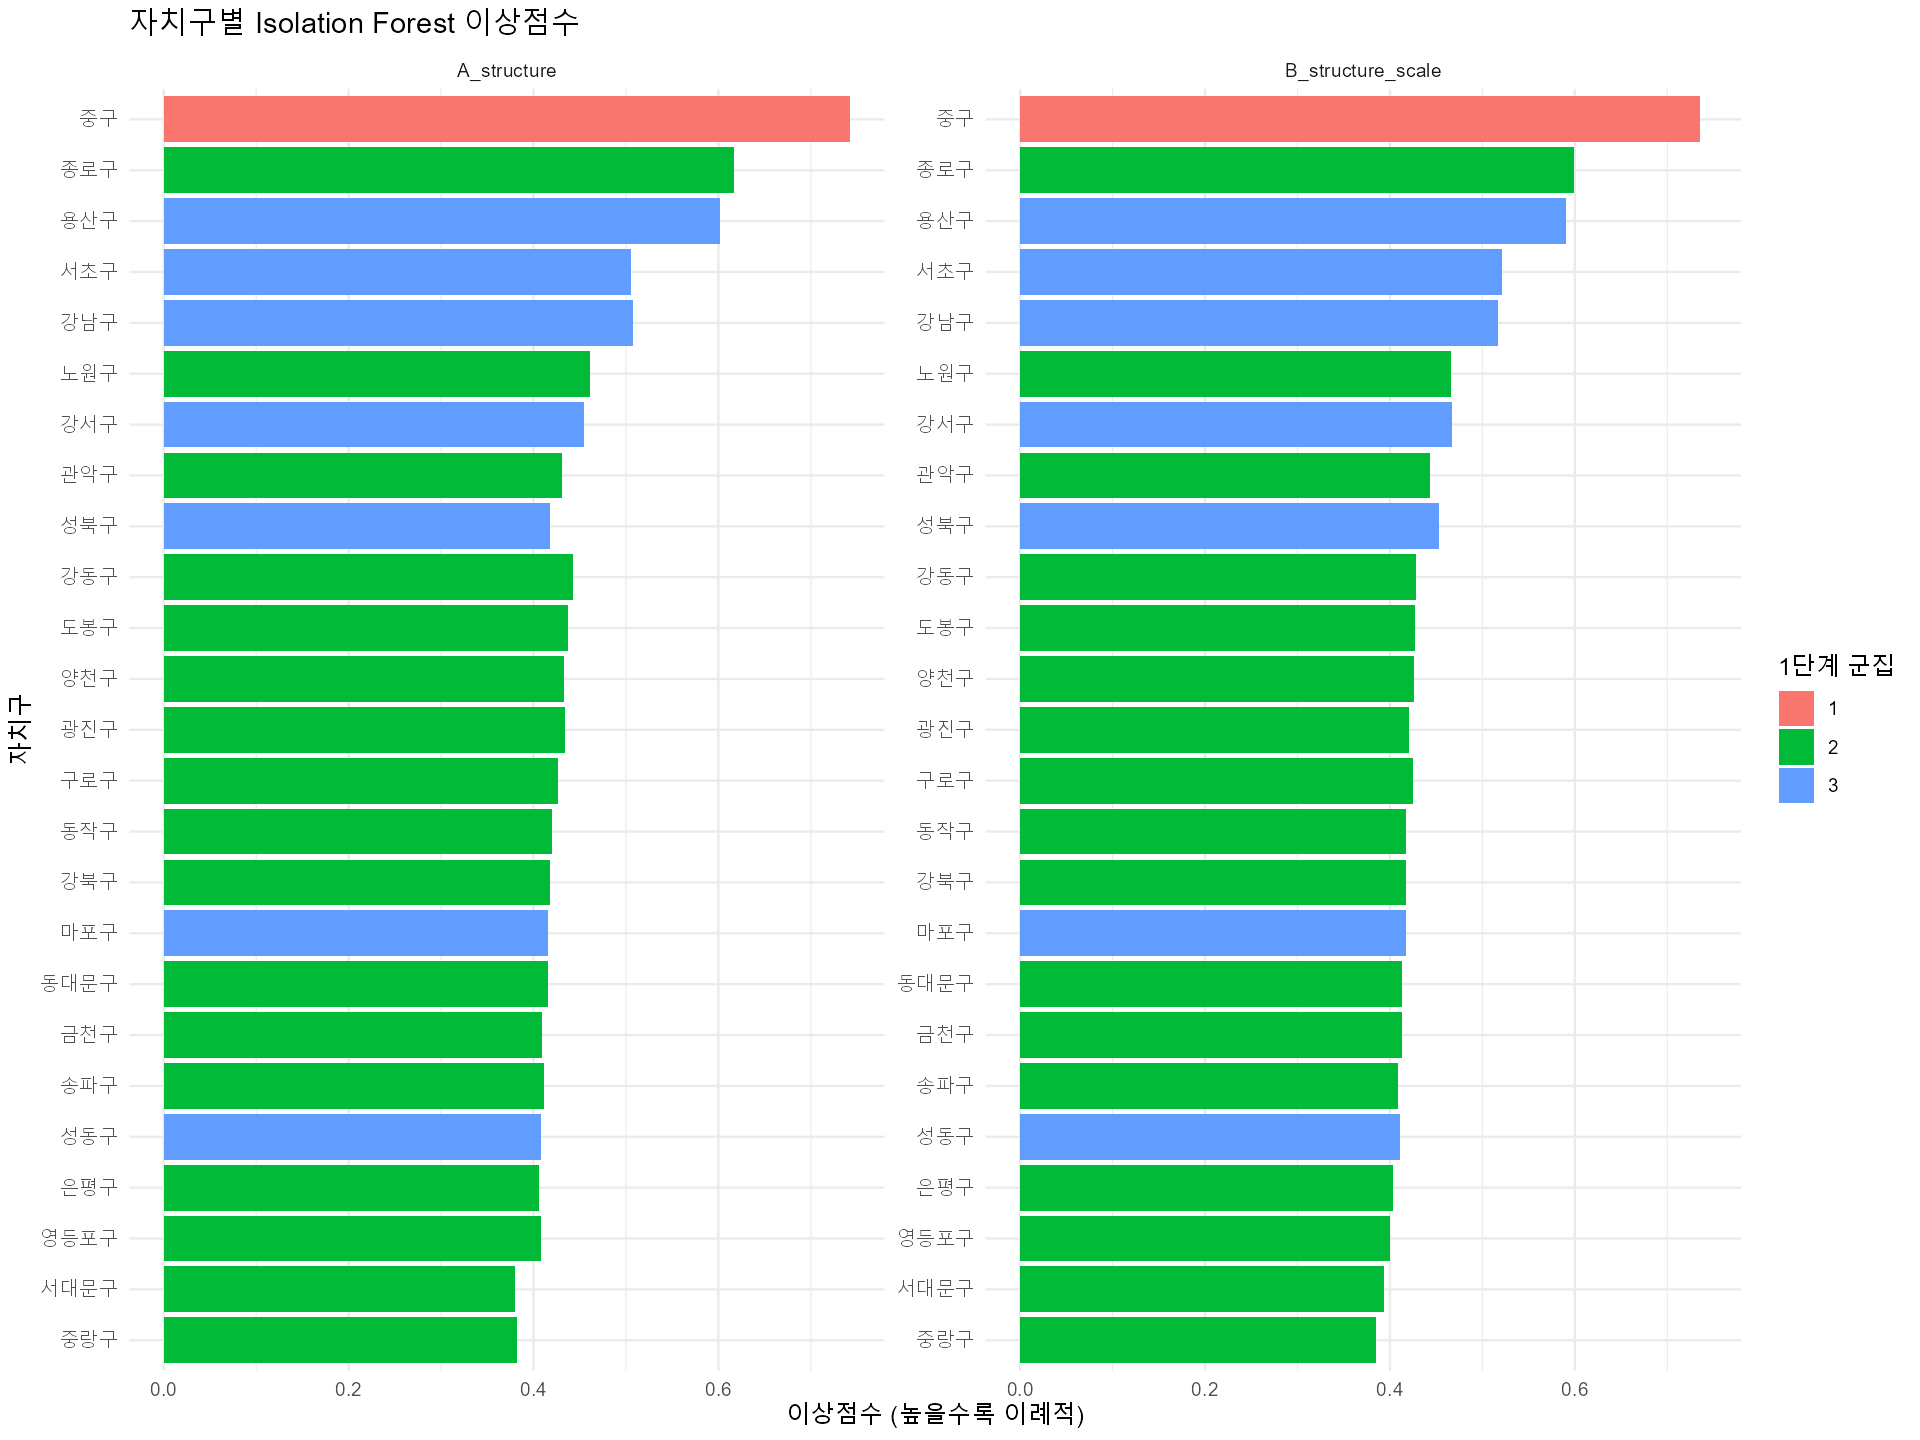 자치구별 Isolation Forest 이상점수
A_structure
B_structure_scale
자치구
중구
종로구
용산구
서초구
강남구
노원구
강서구
관악구
성북구
강동구
도봉구
양천구
광진구
구로구
동작구
강북구
마포구
동대문구
금천구
송파구
성동구
은평구
영등포구
서대문구
중랑구
0.0 0.2 0.4 0.6
중구
종로구
용산구
서초구
강남구
노원구
강서구
관악구
성북구
강동구
도봉구
양천구
광진구
구로구
동작구
강북구
마포구
동대문구
금천구
송파구
성동구
은평구
영등포구
서대문구
중랑구
0.0 0.2 0.4 0.6
이상점수 (높을수록 이례적)
1단계 군집
1
2
3